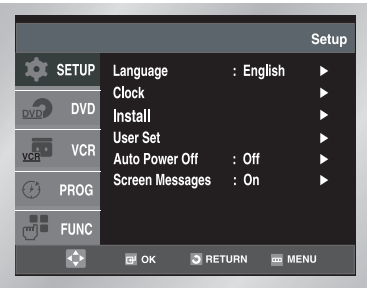 Setup
SETUP
Language : English ►
Clock ►
DVD
DVD
Install ►
User Set ►
VCR
VCR
Auto Power Off : Off ►
Screen Messages : On ►
PROG
FUNC
OK RETURN MENU